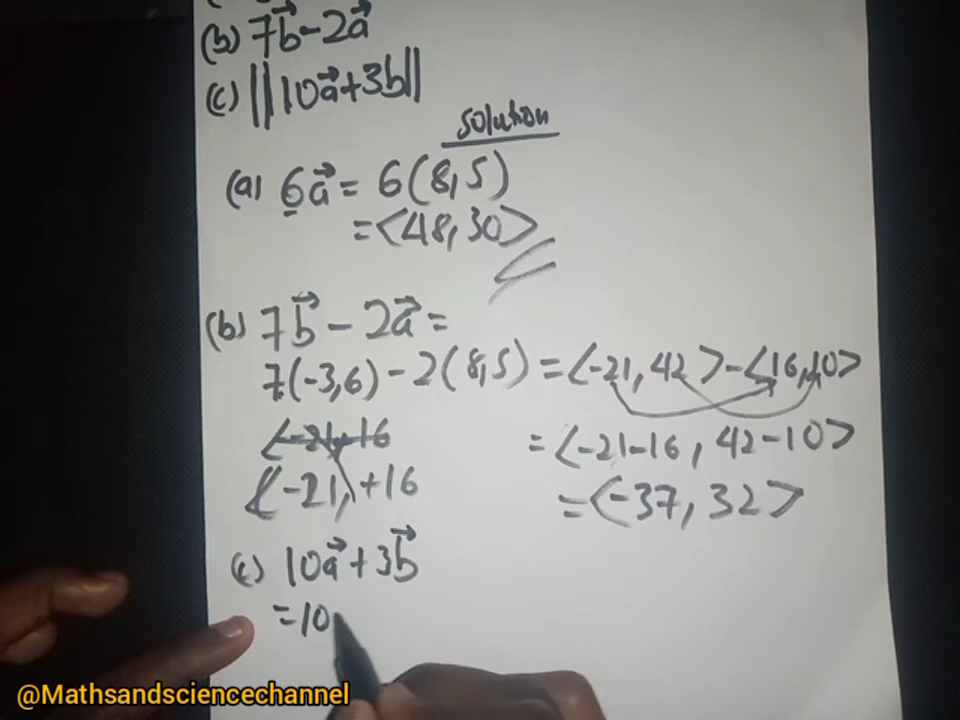 (b) 7b⃗ - 2a⃗
(c) ||10a⃗+3b||
solution
(a) 6a⃗ = 6(8,5)
=<48,30>
(b) 7b⃗ - 2a⃗ =
7(-3,6) - 2(8,5) = <-21, 42> - <16,10>
<-21,16
<-21, +16
= <-21-16, 42-10>
= <-37, 32>
(c) 10a⃗ + 3b⃗
=10
@Mathsandsciencechannel